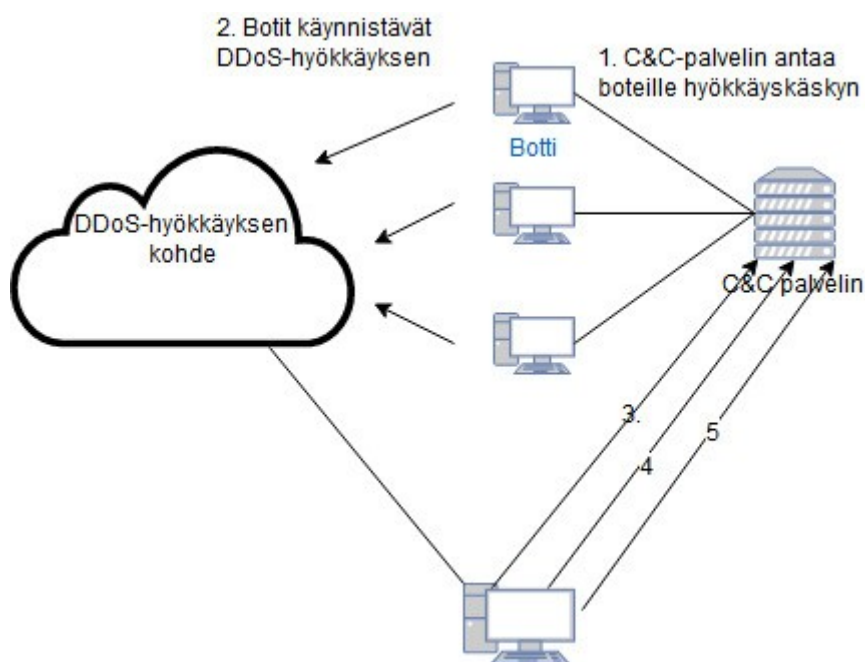 2. Botit käynnistävät
DDoS-hyökkäyksen
1. C&C-palvelin antaa
boteille hyökkäyskäskyn
Botti
DDoS-hyökkäyksen
kohde
C&C palvelin
3.
4
5